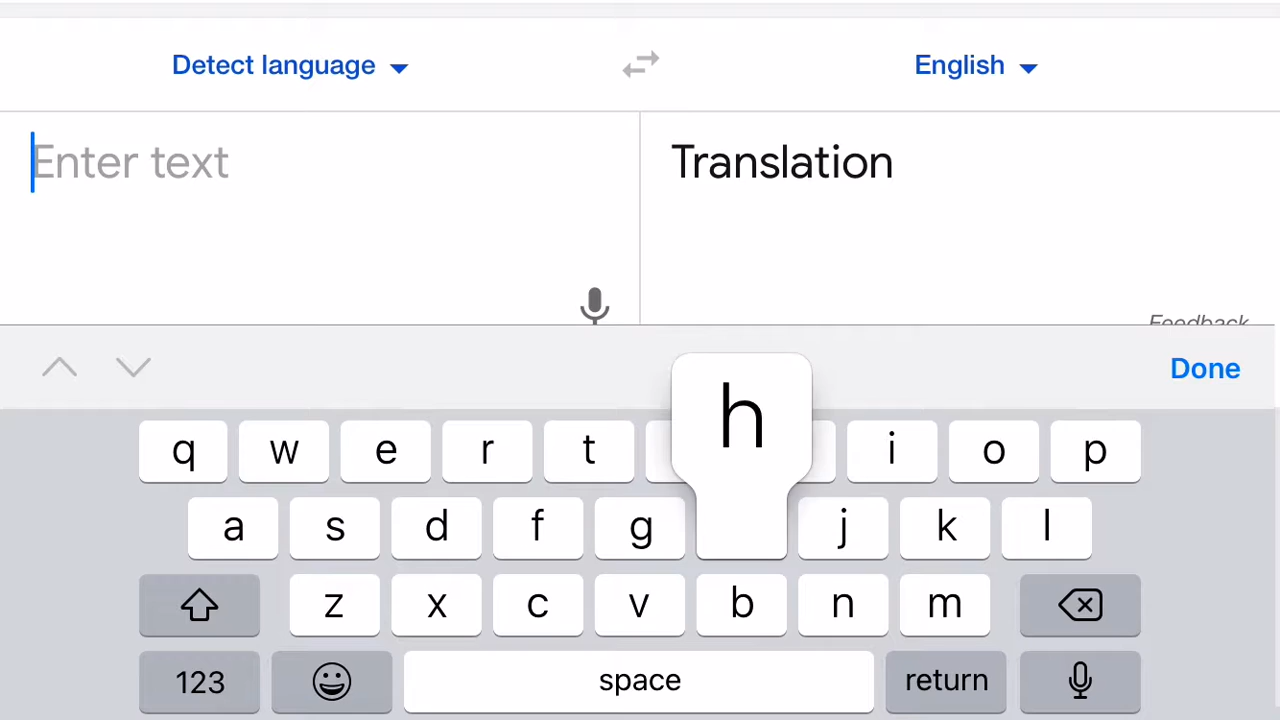 Detect language
English
Enter text
Translation
Feedback
Done
h
q w e r t i o p
a s d f g j k l
z x c v b n m
123 space return